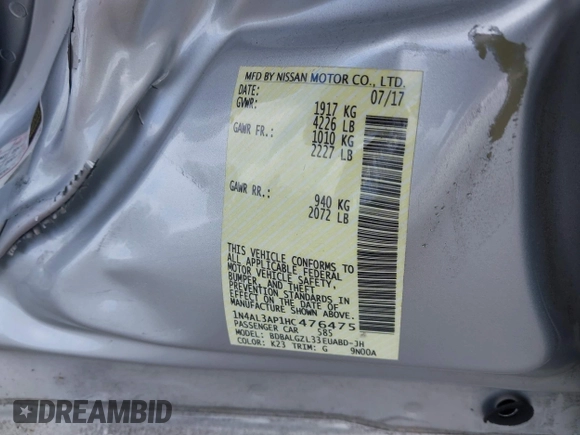 MFD BY NISSAN MOTOR CO., LTD.
DATE: 07/17
GVWR: 1917 KG
4226 LB
GAWR FR.: 1010 KG
2227 LB
GAWR RR.: 940 KG
2072 LB
THIS VEHICLE CONFORMS TO
ALL APPLICABLE FEDERAL
MOTOR VEHICLE SAFETY,
BUMPER, AND THEFT
PREVENTION STANDARDS IN
EFFECT ON THE DATE OF
MANUFACTURE SHOWN ABOVE.
1N4AL3AP1HC476475
PASSENGER CAR 585
MODEL: BDBALGZL33EUABD-JH
COLOR: K23 TRIM: G 9N00A
DREAMBID